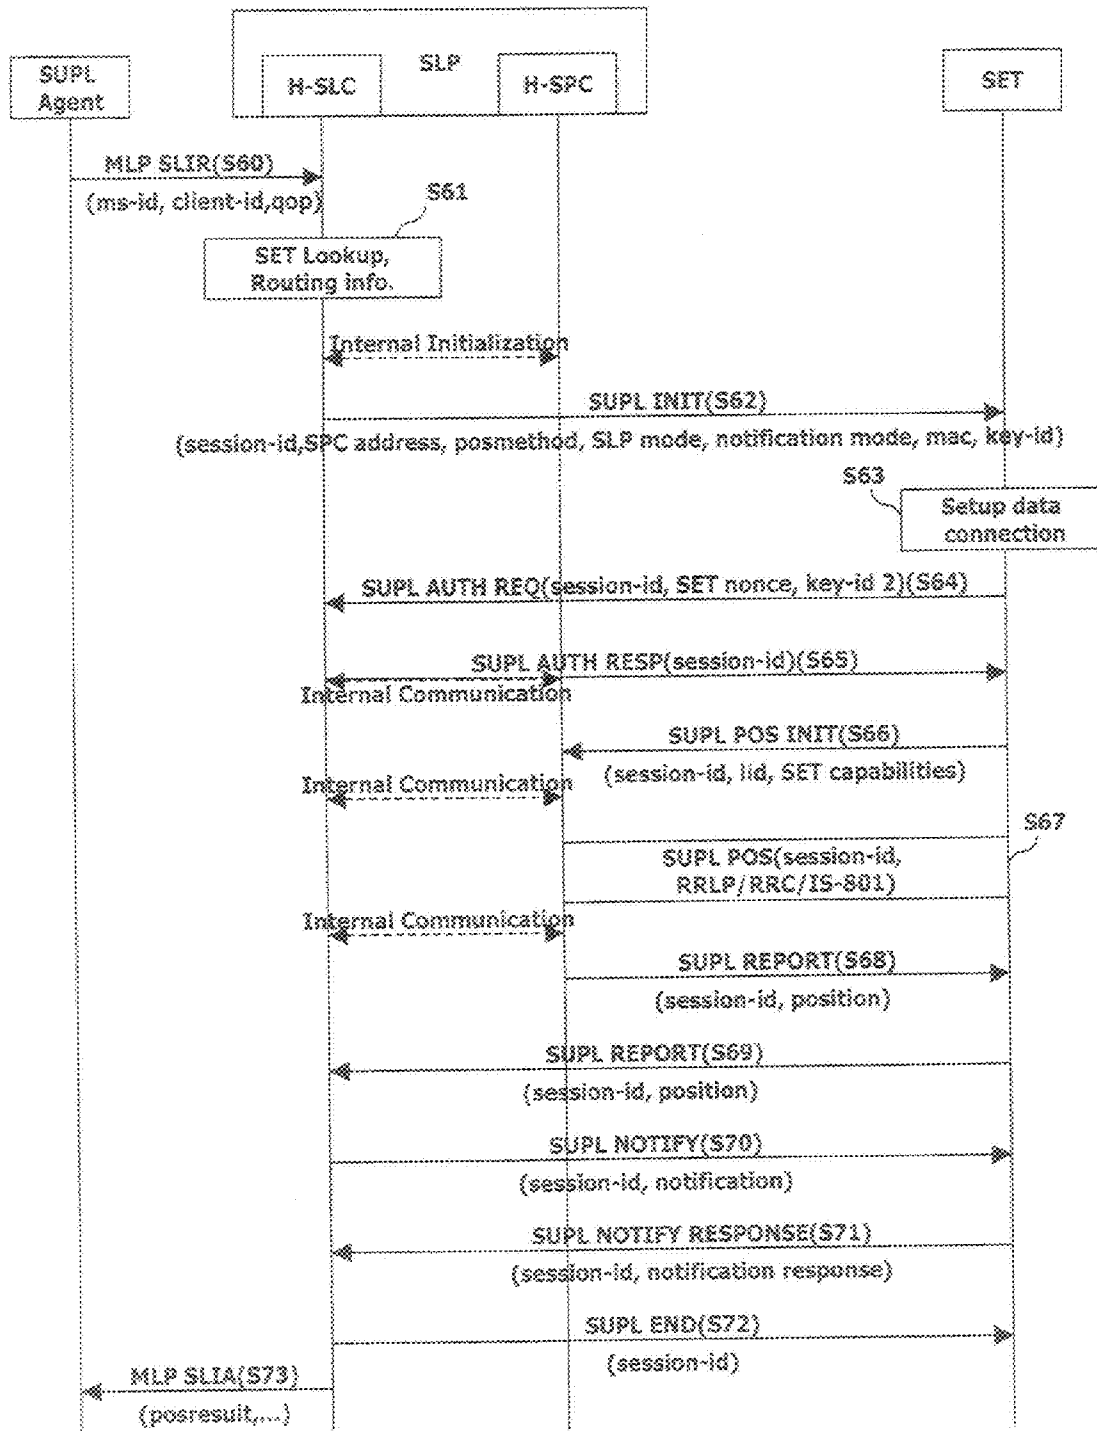 SLP
SUPL
Agent
H-SLC
H-SPC
SET
MLP SLIR(S60)
(ms-id, client-id,qop)
S61
SET Lookup,
Routing info.
Internal Initialization
SUPL INIT(S62)
(session-id,SPC address, posmethod, SLP mode, notification mode, mac, key-id)
S63
Setup data
connection
SUPL AUTH REQ(session-id, SET nonce, key-id 2)(S64)
SUPL AUTH RESP(session-id)(S65)
Internal Communication
SUPL POS INIT(S66)
(session-id, lid, SET capabilities)
Internal Communication
S67
SUPL POS(session-id,
RRLP/RRC/IS-801)
Internal Communication
SUPL REPORT(S68)
(session-id, position)
SUPL REPORT(S69)
(session-id, position)
SUPL NOTIFY(S70)
(session-id, notification)
SUPL NOTIFY RESPONSE(S71)
(session-id, notification response)
SUPL END(S72)
(session-id)
MLP SLIA(S73)
(posresuit,...)